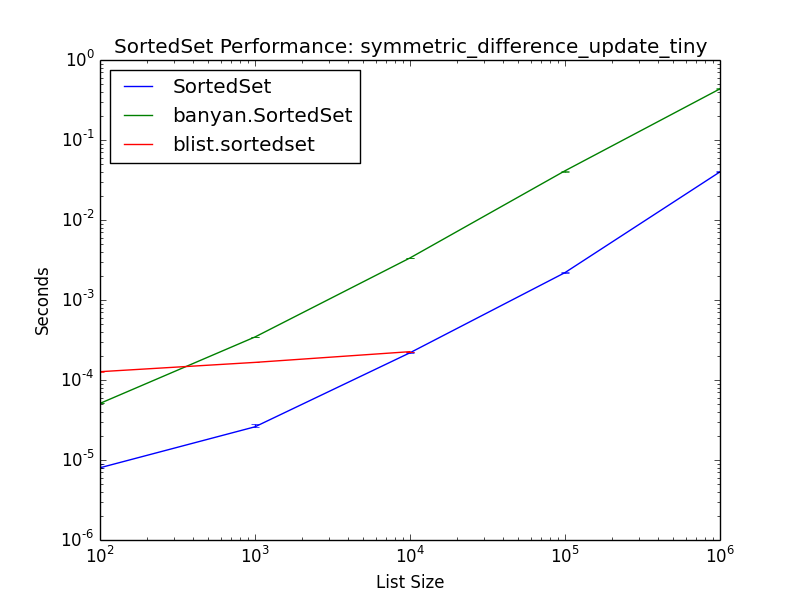 SortedSet Performance: symmetric_difference_update_tiny
SortedSet
banyan.SortedSet
blist.sortedset
10^0
10^-1
10^-2
10^-3
10^-4
10^-5
10^-6
Seconds
10^2 10^3 10^4 10^5 10^6
List Size